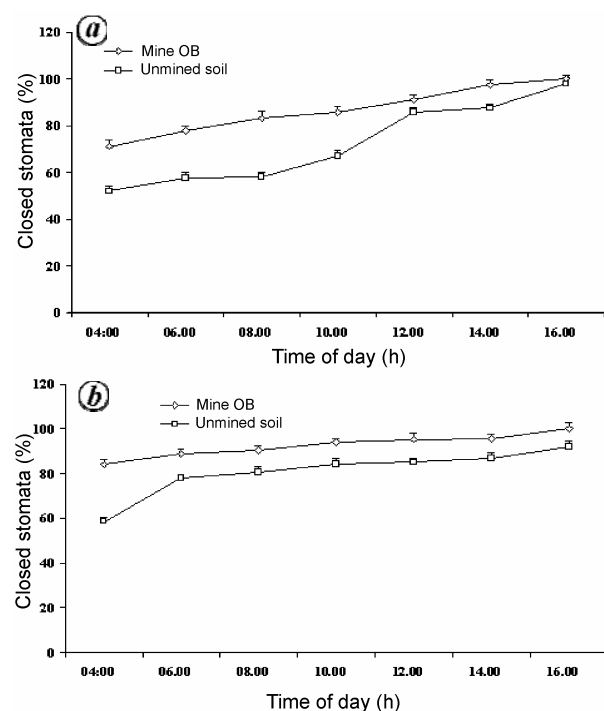 a
Mine OB
Unmined soil
Closed stomata (%)
120
100
80
60
40
20
0
04:00 06.00 08.00 10.00 12.00 14.00 16.00
Time of day (h)
b
Mine OB
Unmined soil
Closed stomata (%)
120
100
80
60
40
20
0
04:00 06.00 08.00 10.00 12.00 14.00 16.00
Time of day (h)